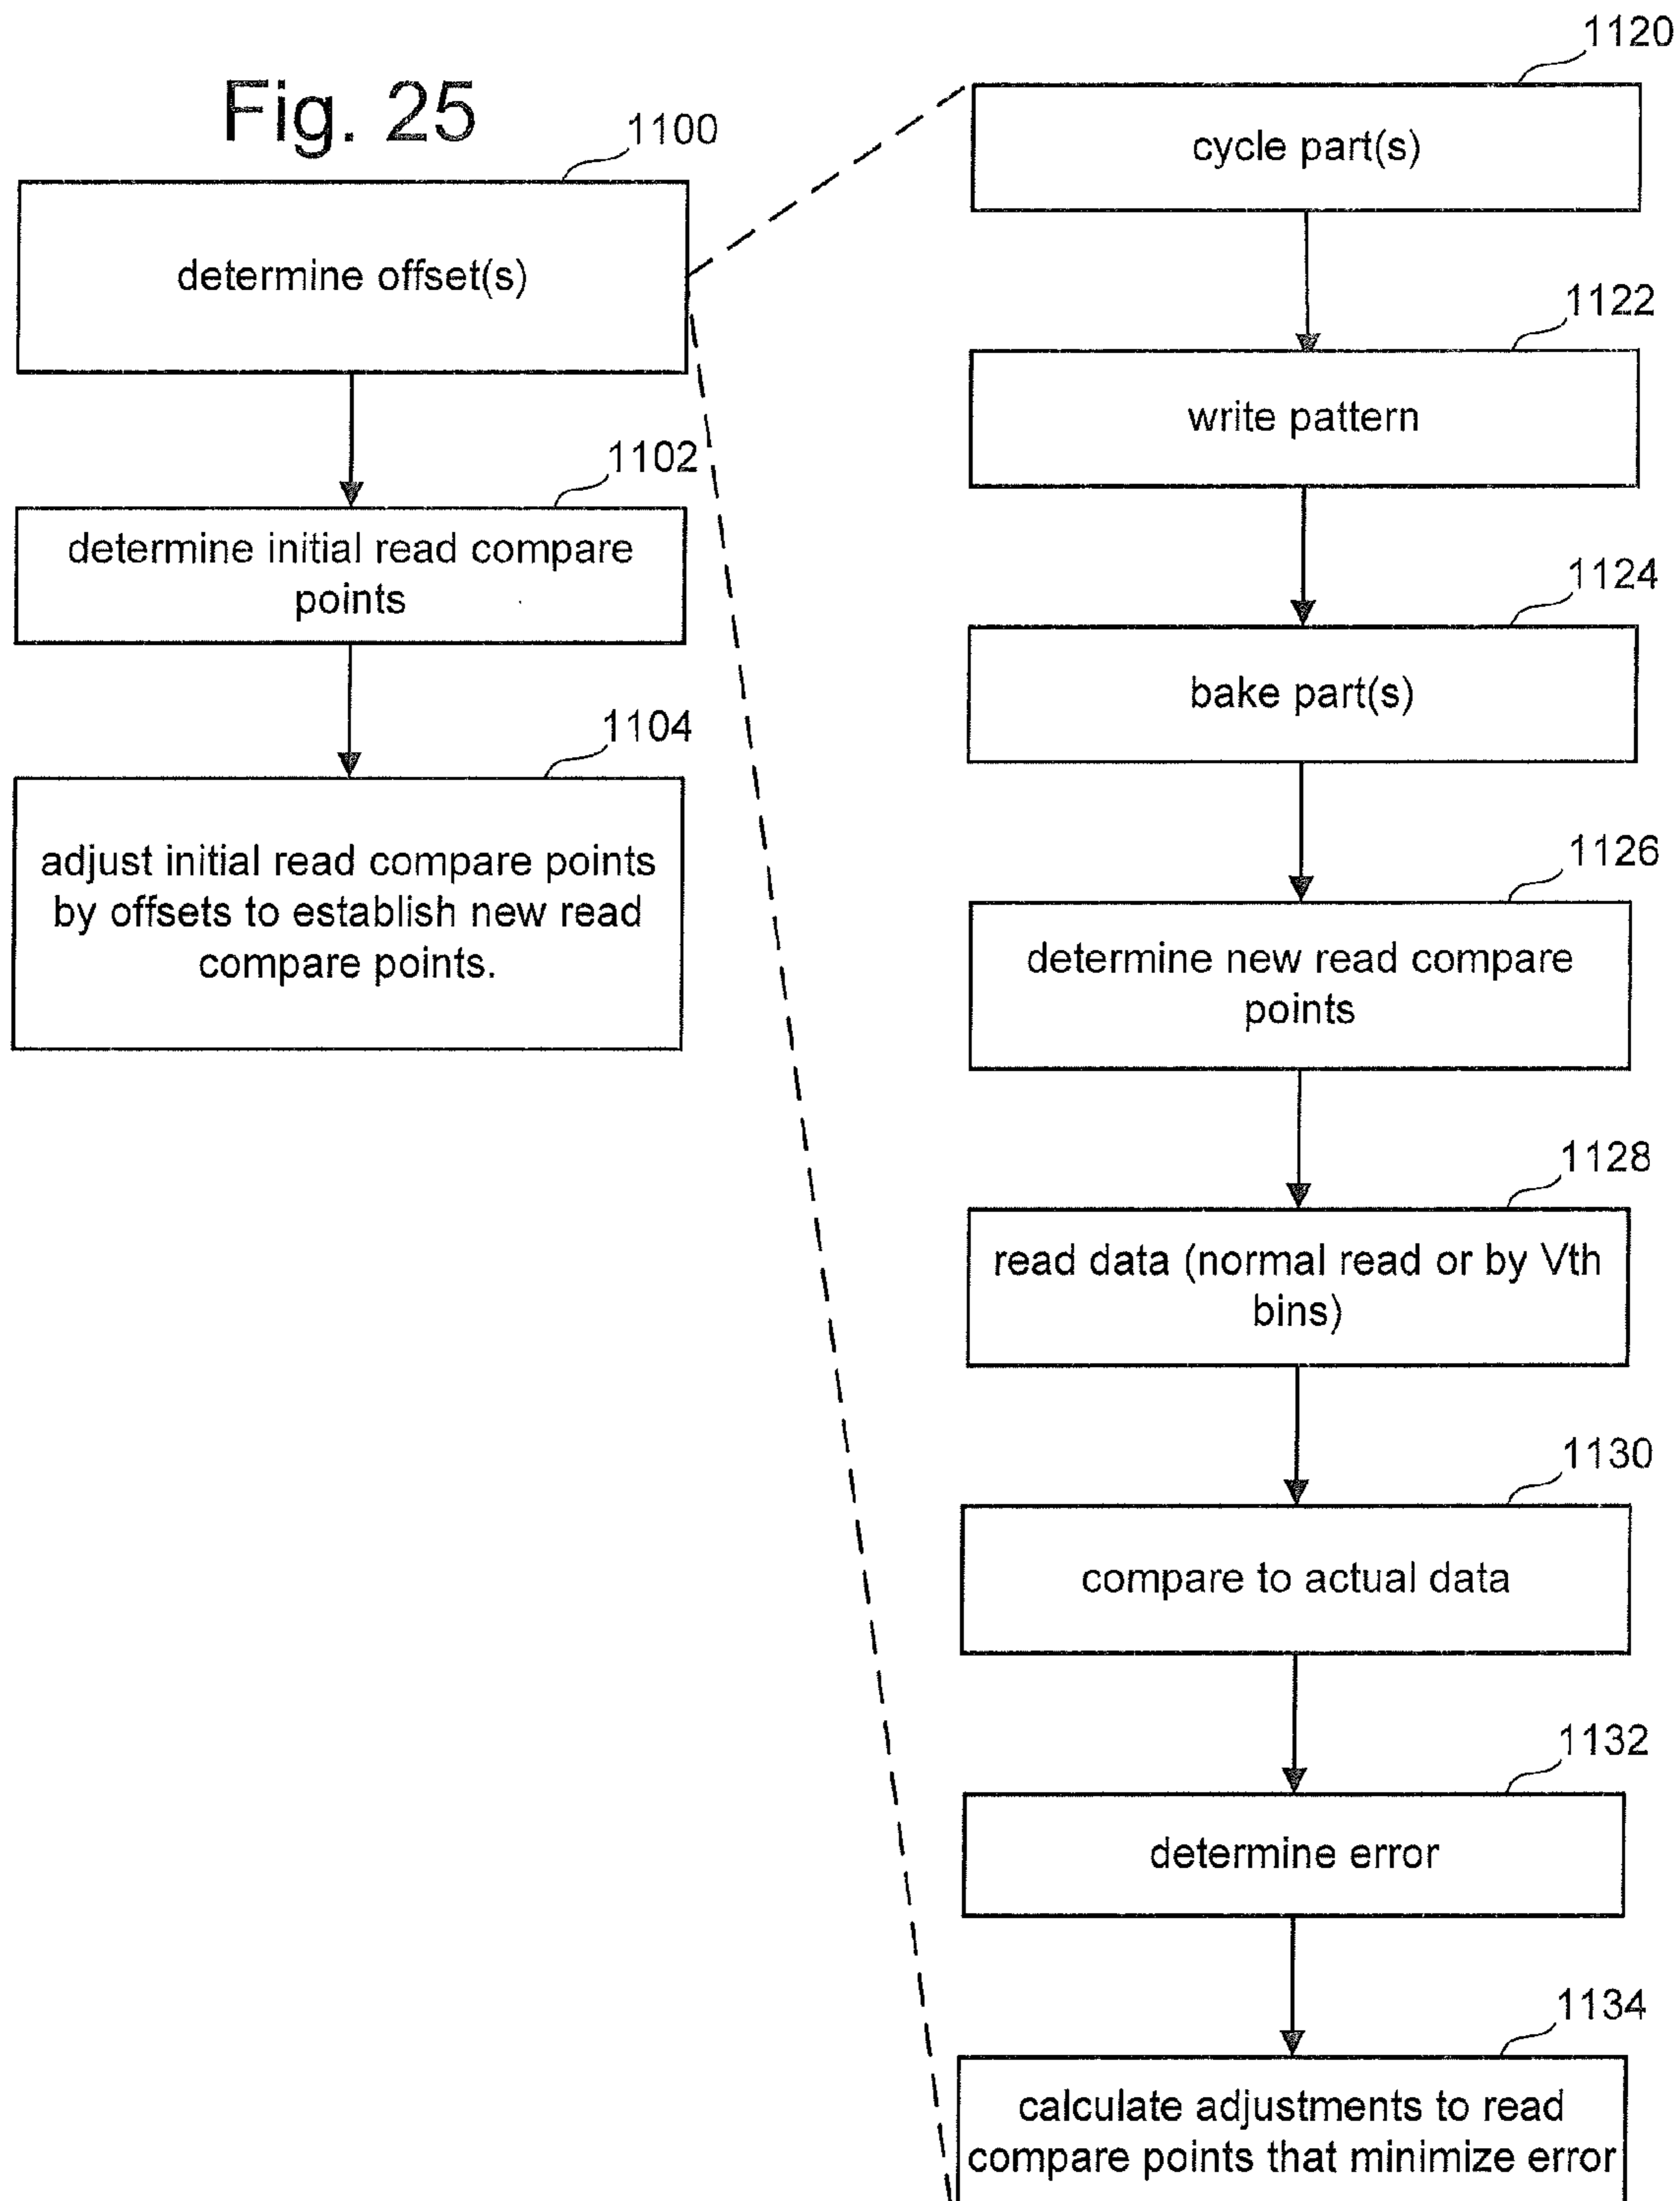 Fig. 25
1100
determine offset(s)
1102
determine initial read compare
points
1104
adjust initial read compare points
by offsets to establish new read
compare points.
1120
cycle part(s)
1122
write pattern
1124
bake part(s)
1126
determine new read compare
points
1128
read data (normal read or by Vth
bins)
1130
compare to actual data
1132
determine error
1134
calculate adjustments to read
compare points that minimize error